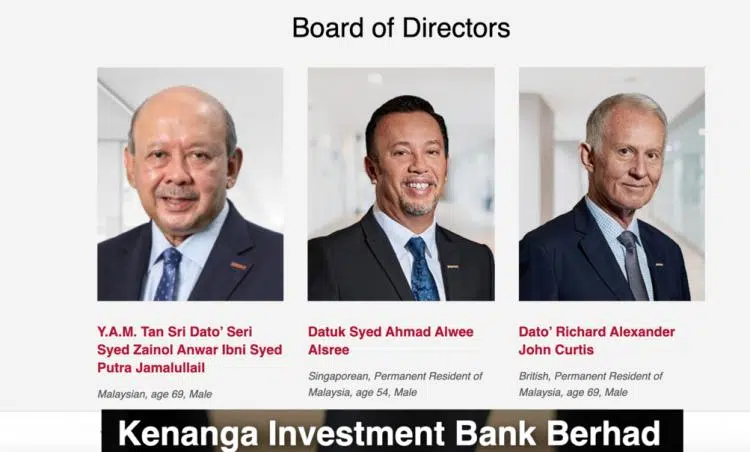 Board of Directors
Y.A.M. Tan Sri Dato’ Seri
Syed Zainol Anwar Ibni Syed
Putra Jamalullail
Malaysian, age 69, Male
Datuk Syed Ahmad Alwee
Alsree
Singaporean, Permanent Resident of
Malaysia, age 54, Male
Dato’ Richard Alexander
John Curtis
British, Permanent Resident of
Malaysia, age 69, Male
Kenanga Investment Bank Berhad